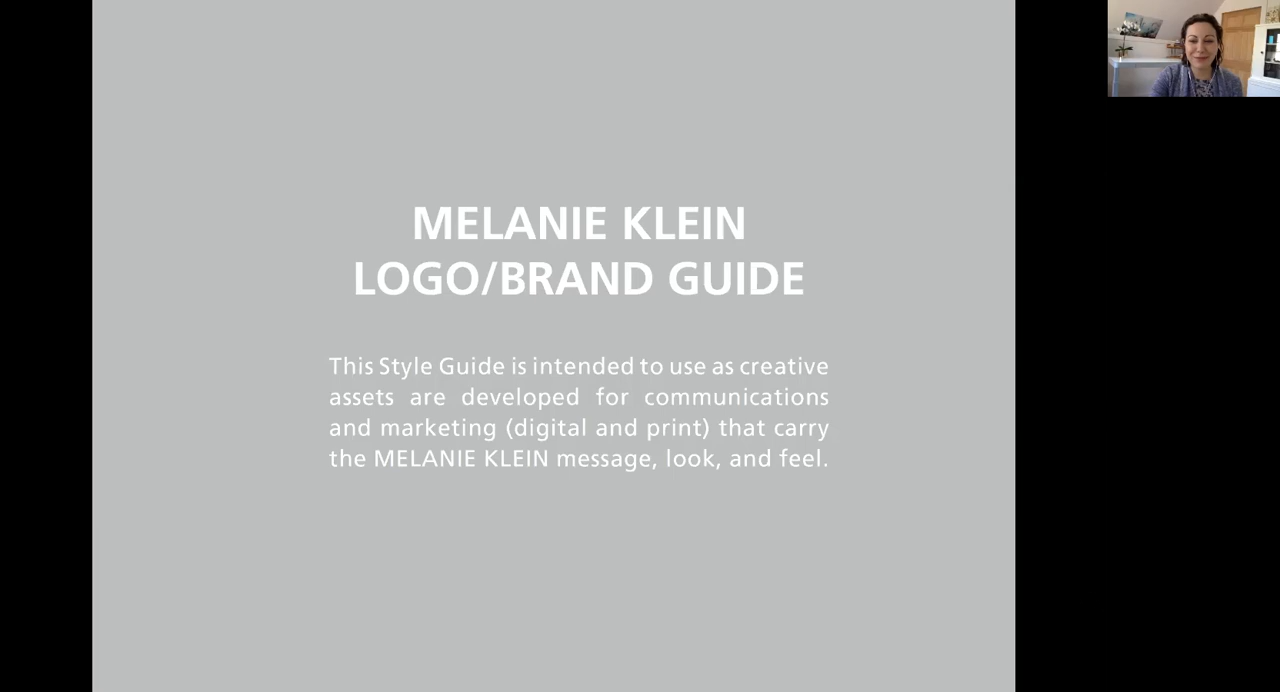 MELANIE KLEIN
LOGO/BRAND GUIDE
This Style Guide is intended to use as creative
assets are developed for communications
and marketing (digital and print) that carry
the MELANIE KLEIN message, look, and feel.